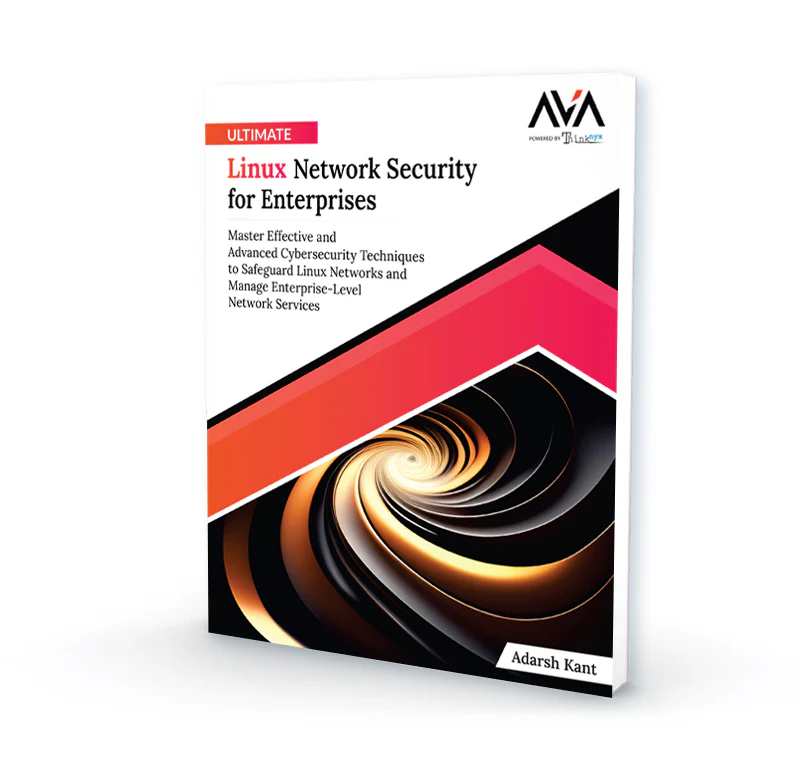 AVA
POWERED BY Thinknyx
ULTIMATE
Linux Network Security
for Enterprises
Master Effective and
Advanced Cybersecurity Techniques
to Safeguard Linux Networks and
Manage Enterprise-Level
Network Services
Adarsh Kant